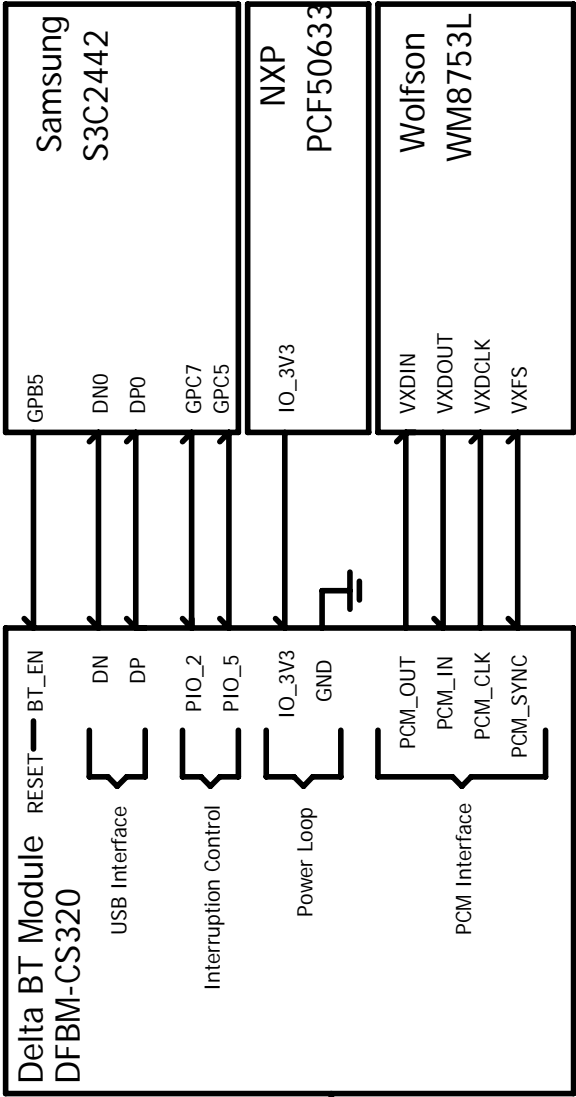 Samsung
S3C2442
GPB5
DN0
DP0
GPC7
GPC5
NXP
PCF50633
IO_3V3
Wolfson
WM8753L
VXDIN
VXDOUT
VXDCLK
VXFS
Delta BT Module
DFBM-CS320
RESET
BT_EN
DN
DP
USB Interface
PIO_2
PIO_5
Interruption Control
IO_3V3
GND
Power Loop
PCM_OUT
PCM_IN
PCM_CLK
PCM_SYNC
PCM Interface